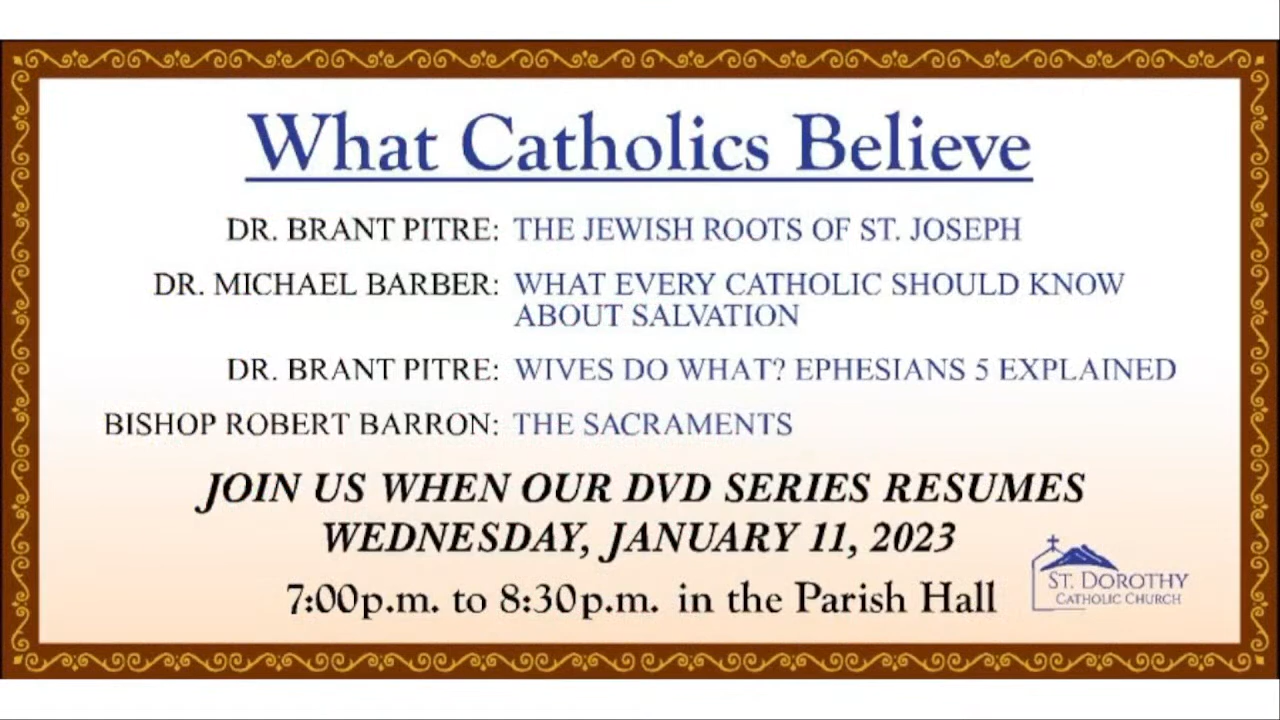 What Catholics Believe
DR. BRANT PITRE: THE JEWISH ROOTS OF ST. JOSEPH
DR. MICHAEL BARBER: WHAT EVERY CATHOLIC SHOULD KNOW
ABOUT SALVATION
DR. BRANT PITRE: WIVES DO WHAT? EPHESIANS 5 EXPLAINED
BISHOP ROBERT BARRON: THE SACRAMENTS
JOIN US WHEN OUR DVD SERIES RESUMES
WEDNESDAY, JANUARY 11, 2023
7:00p.m. to 8:30p.m. in the Parish Hall
ST. DOROTHY
CATHOLIC CHURCH